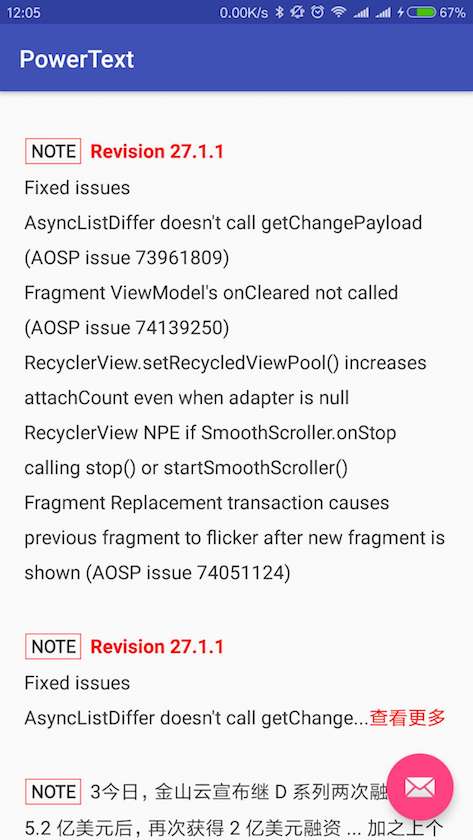 12:05 0.00K/s 67%
PowerText
NOTE Revision 27.1.1
Fixed issues
AsyncListDiffer doesn't call getChangePayload
(AOSP issue 73961809)
Fragment ViewModel's onCleared not called
(AOSP issue 74139250)
RecyclerView.setRecycledViewPool() increases
attachCount even when adapter is null
RecyclerView NPE if SmoothScroller.onStop
calling stop() or startSmoothScroller()
Fragment Replacement transaction causes
previous fragment to flicker after new fragment is
shown (AOSP issue 74051124)
NOTE Revision 27.1.1
Fixed issues
AsyncListDiffer doesn't call getChange...查看更多
NOTE 3今日，金山云宣布继 D 系列两次融
5.2 亿美元后，再次获得 2 亿美元融资 ... 加之上个